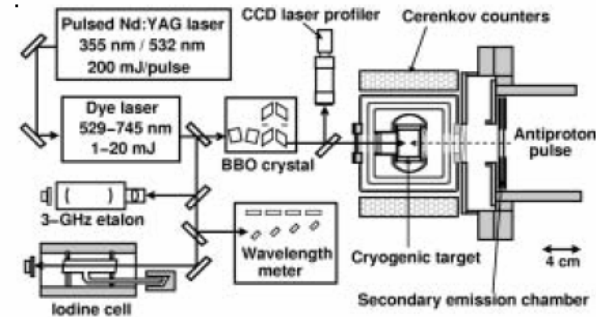 Pulsed Nd:YAG laser
355 nm / 532 nm
200 mJ/pulse
CCD laser
profiler
Cerenkov counters
Dye laser
529–745 nm
1–20 mJ
BBO crystal
Antiproton
pulse
3–GHz etalon
Wavelength
meter
Cryogenic target
4 cm
Iodine cell
Secondary emission chamber